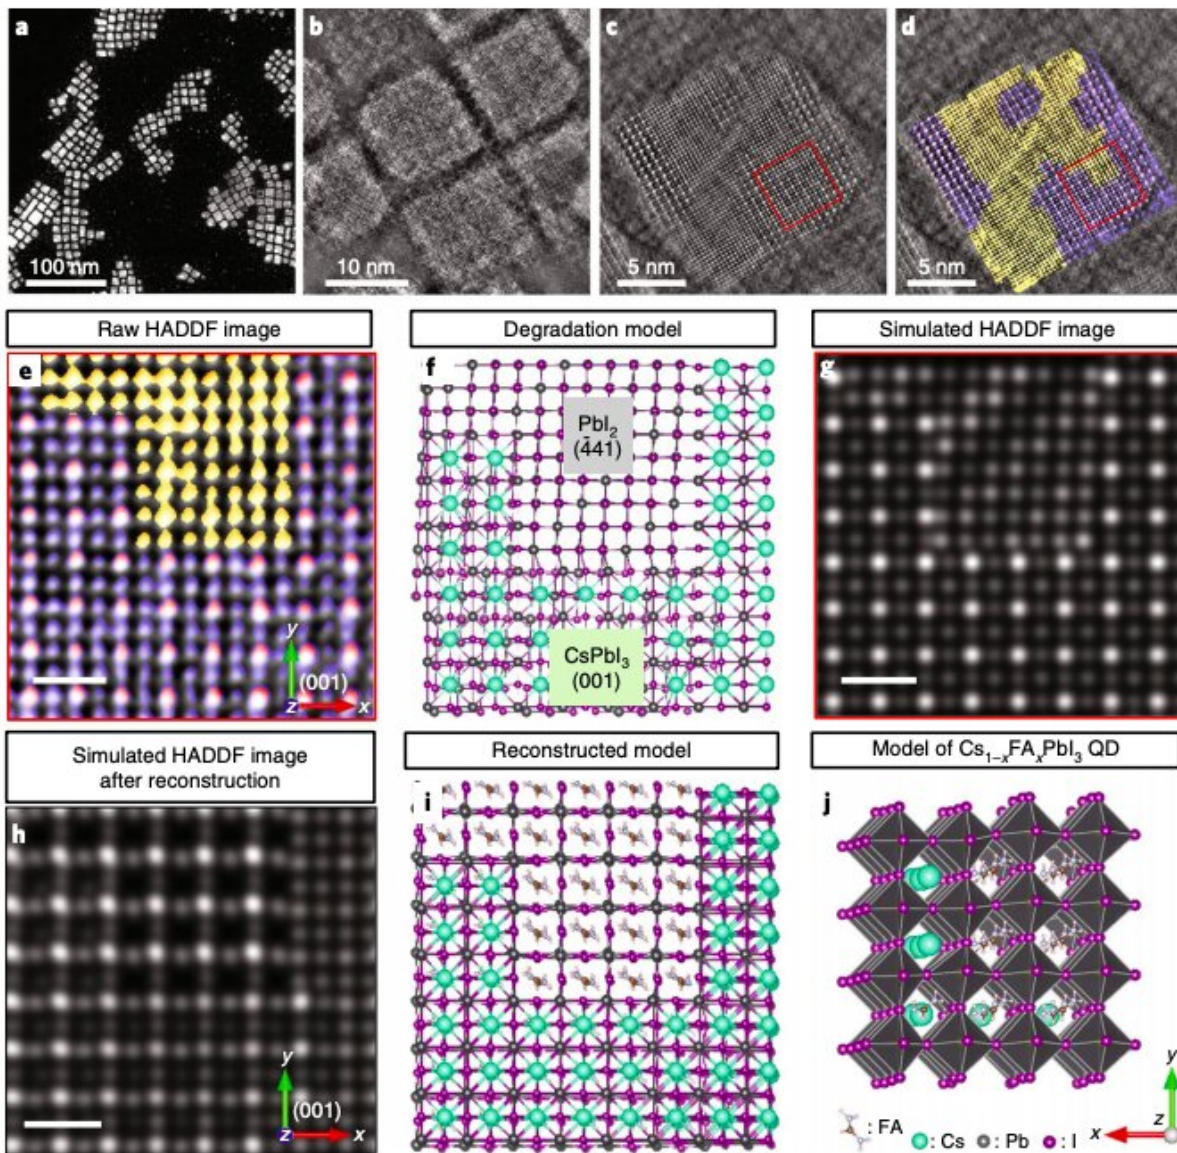 a b c d
100 nm 10 nm 5 nm 5 nm
Raw HADDF image Degradation model Simulated HADDF image
e f g
PbI2
(4̄41)
CsPbI3
(001)
y
(001)
z x
Simulated HADDF image
after reconstruction
Reconstructed model Model of Cs1−xFAxPbI3 QD
h i j
y
(001)
z x
y
x z
: FA : Cs : Pb : I